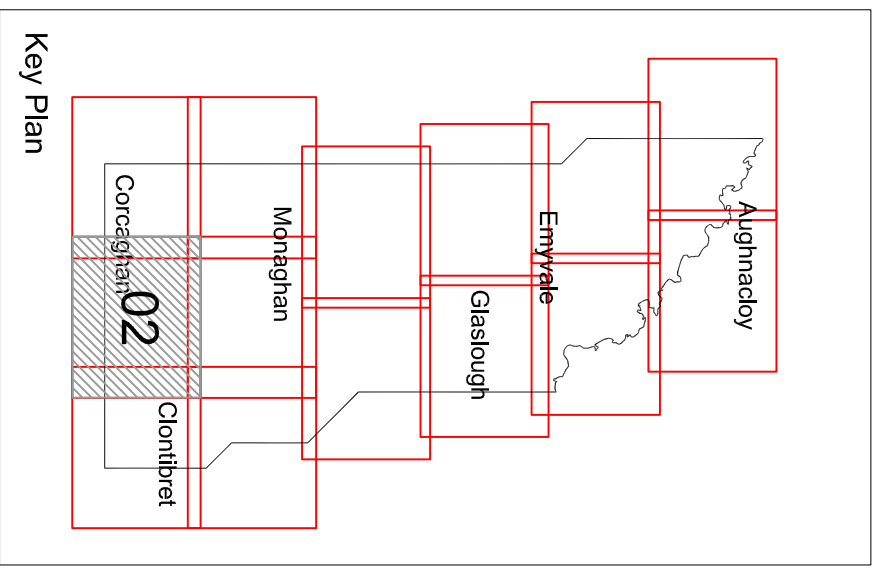 Key Plan
Aughnacloy
Emyvale
Glaslough
Monaghan
Corcaghan
02
Clontibret